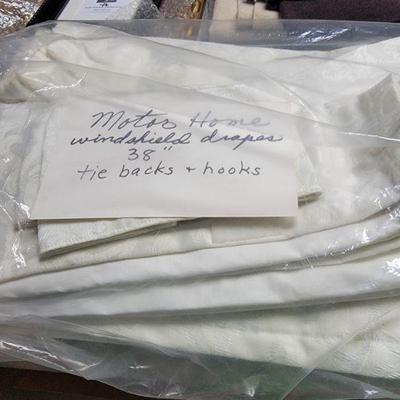 Motor Home
windshield drapes
38"
tie backs + hooks